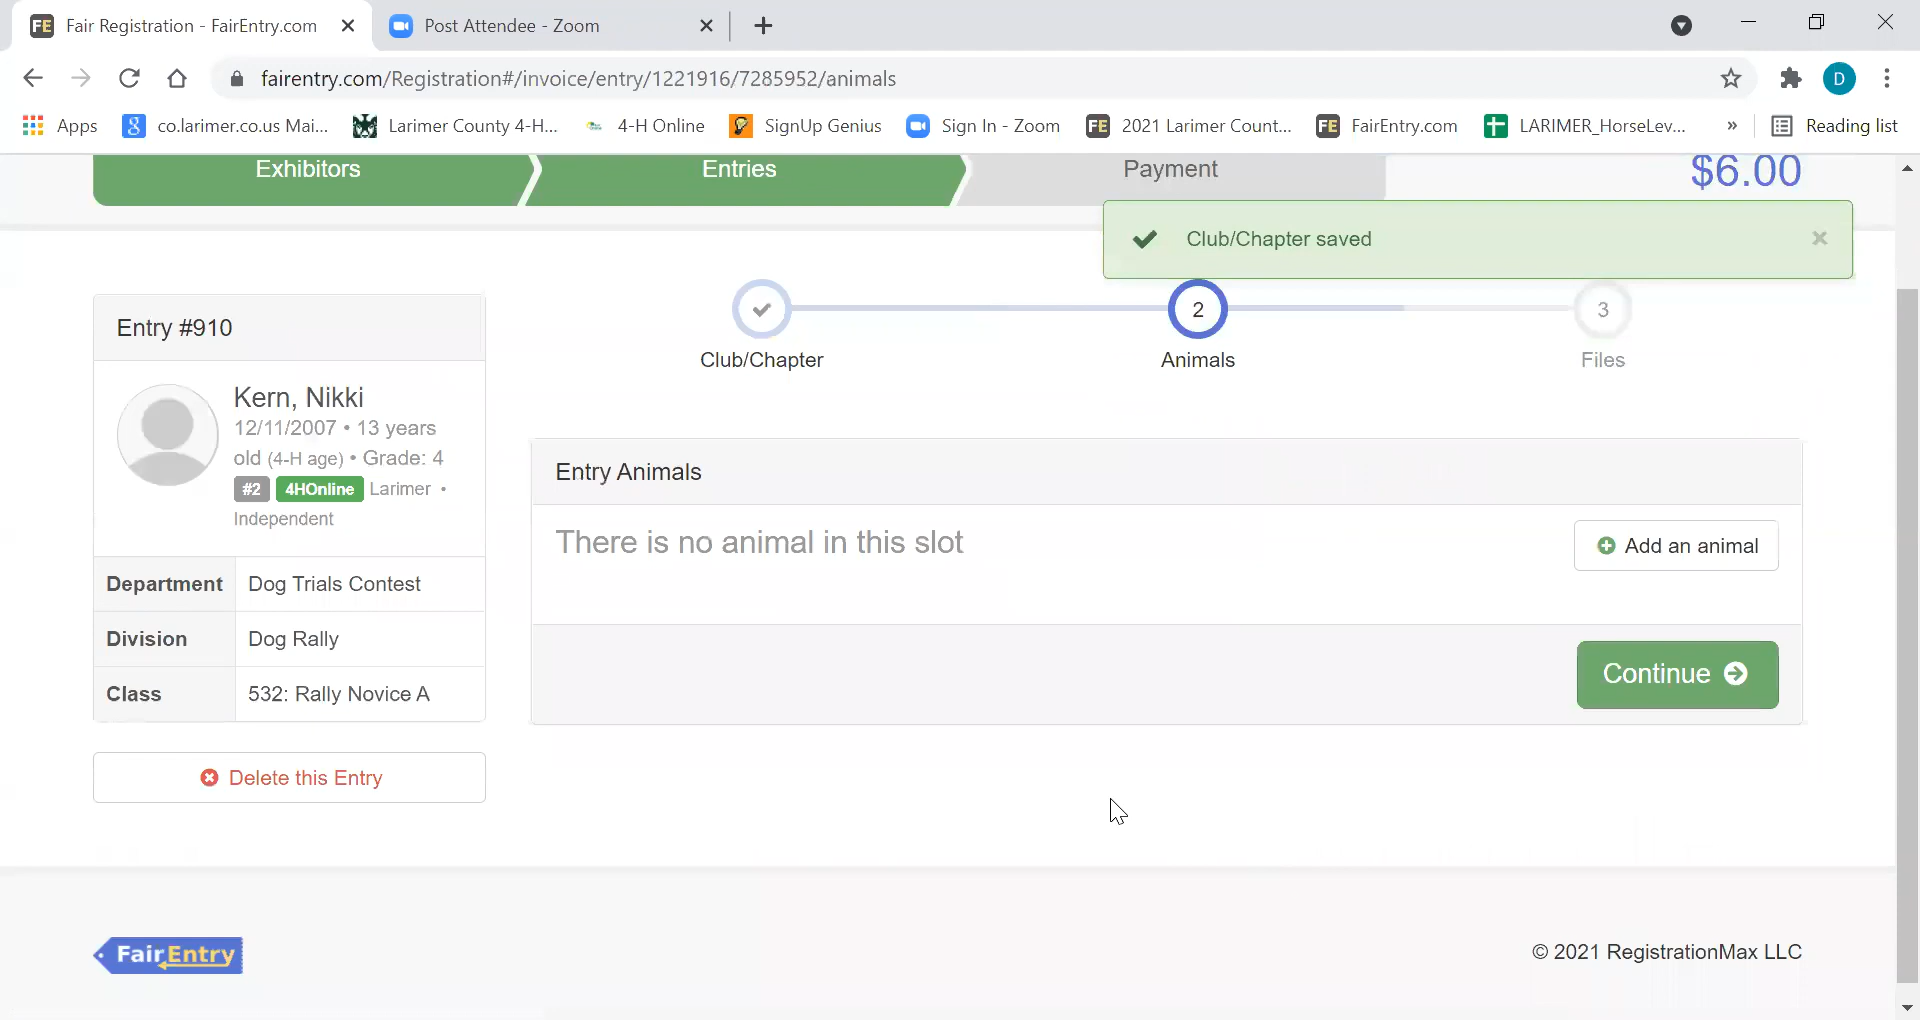 FE Fair Registration - FairEntry.com
Post Attendee - Zoom
fairentry.com/Registration#/invoice/entry/1221916/7285952/animals
D
Apps
co.larimer.co.us Mai...
Larimer County 4-H...
4-H Online
SignUp Genius
Sign In - Zoom
FE 2021 Larimer Count...
FE FairEntry.com
LARIMER_HorseLev...
»
Reading list
Exhibitors
Entries
Payment
$6.00
Club/Chapter saved
2
3
Club/Chapter
Animals
Files
Entry #910
Kern, Nikki
12/11/2007 • 13 years
old (4-H age) • Grade: 4
#2 4HOnline Larimer •
Independent
Department Dog Trials Contest
Division Dog Rally
Class 532: Rally Novice A
Delete this Entry
Entry Animals
There is no animal in this slot
Add an animal
Continue
FairEntry
© 2021 RegistrationMax LLC